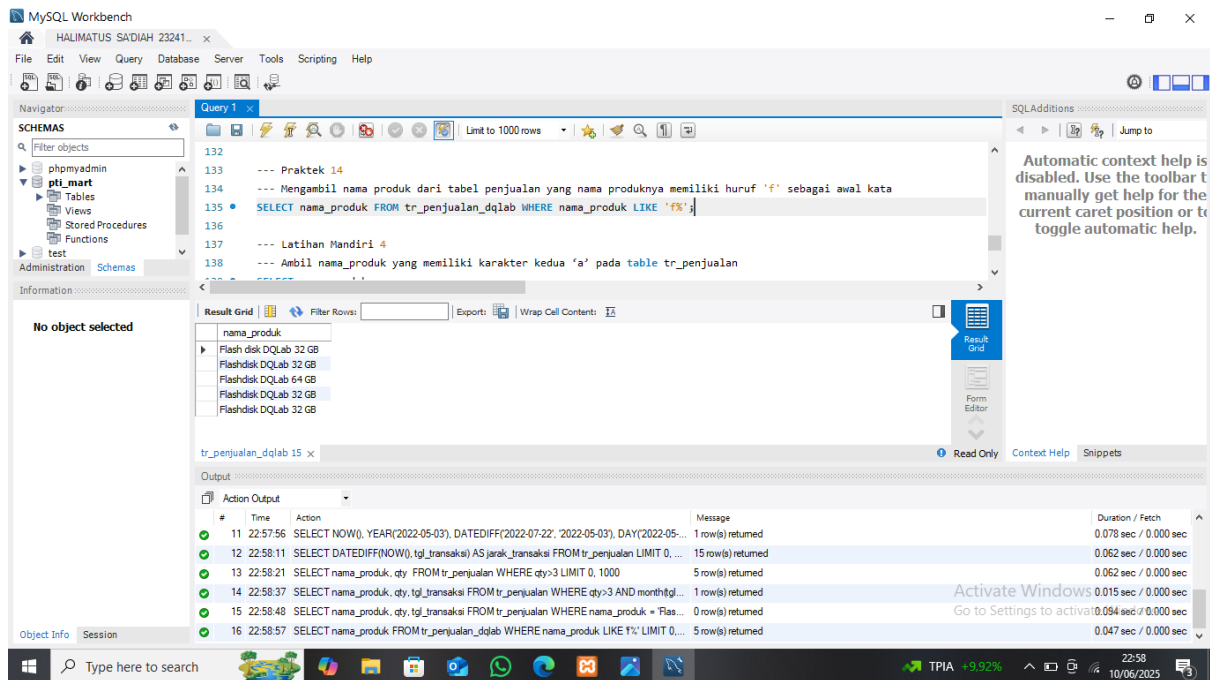 MySQL Workbench
HALIMATUS SA'DIAH 23241... ×
File Edit View Query Database Server Tools Scripting Help
Navigator
SCHEMAS
Filter objects
phpmyadmin
pti_mart
Tables
Views
Stored Procedures
Functions
test
Administration Schemas
Information
No object selected
Object Info Session
Query 1 ×
Limit to 1000 rows
132
133 --- Praktek 14
134 --- Mengambil nama produk dari tabel penjualan yang nama produknya memiliki huruf 'f' sebagai awal kata
135 SELECT nama_produk FROM tr_penjualan_dqlab WHERE nama_produk LIKE 'f%';
136
137 --- Latihan Mandiri 4
138 --- Ambil nama_produk yang memiliki karakter kedua ‘a’ pada table tr_penjualan
Result Grid Filter Rows: Export: Wrap Cell Content:
nama_produk
Flash disk DQLab 32 GB
Flashdisk DQLab 32 GB
Flashdisk DQLab 64 GB
Flashdisk DQLab 32 GB
Flashdisk DQLab 32 GB
Result Grid
Form Editor
tr_penjualan_dqlab 15 ×
Read Only
SQLAdditions
Jump to
Automatic context help is
disabled. Use the toolbar t
manually get help for the
current caret position or to
toggle automatic help.
Context Help Snippets
Output
Action Output
# Time Action Message Duration / Fetch
11 22:57:56 SELECT NOW(), YEAR('2022-05-03'), DATEDIFF('2022-07-22', '2022-05-03'), DAY('2022-05-... 1 row(s) returned 0.078 sec / 0.000 sec
12 22:58:11 SELECT DATEDIFF(NOW(), tgl_transaksi) AS jarak_transaksi FROM tr_penjualan LIMIT 0, ... 15 row(s) returned 0.062 sec / 0.000 sec
13 22:58:21 SELECT nama_produk, qty FROM tr_penjualan WHERE qty>3 LIMIT 0, 1000 5 row(s) returned 0.062 sec / 0.000 sec
14 22:58:37 SELECT nama_produk, qty, tgl_transaksi FROM tr_penjualan WHERE qty>3 AND month(tgl... 1 row(s) returned 0.015 sec / 0.000 sec
15 22:58:48 SELECT nama_produk, qty, tgl_transaksi FROM tr_penjualan WHERE nama_produk = 'Flas... 0 row(s) returned 0.094 sec / 0.000 sec
16 22:58:57 SELECT nama_produk FROM tr_penjualan_dqlab WHERE nama_produk LIKE 'f%' LIMIT 0,... 5 row(s) returned 0.047 sec / 0.000 sec
Activate Windows
Go to Settings to activate Windows.
Type here to search
TPIA +9,92%
22:58
10/06/2025
3